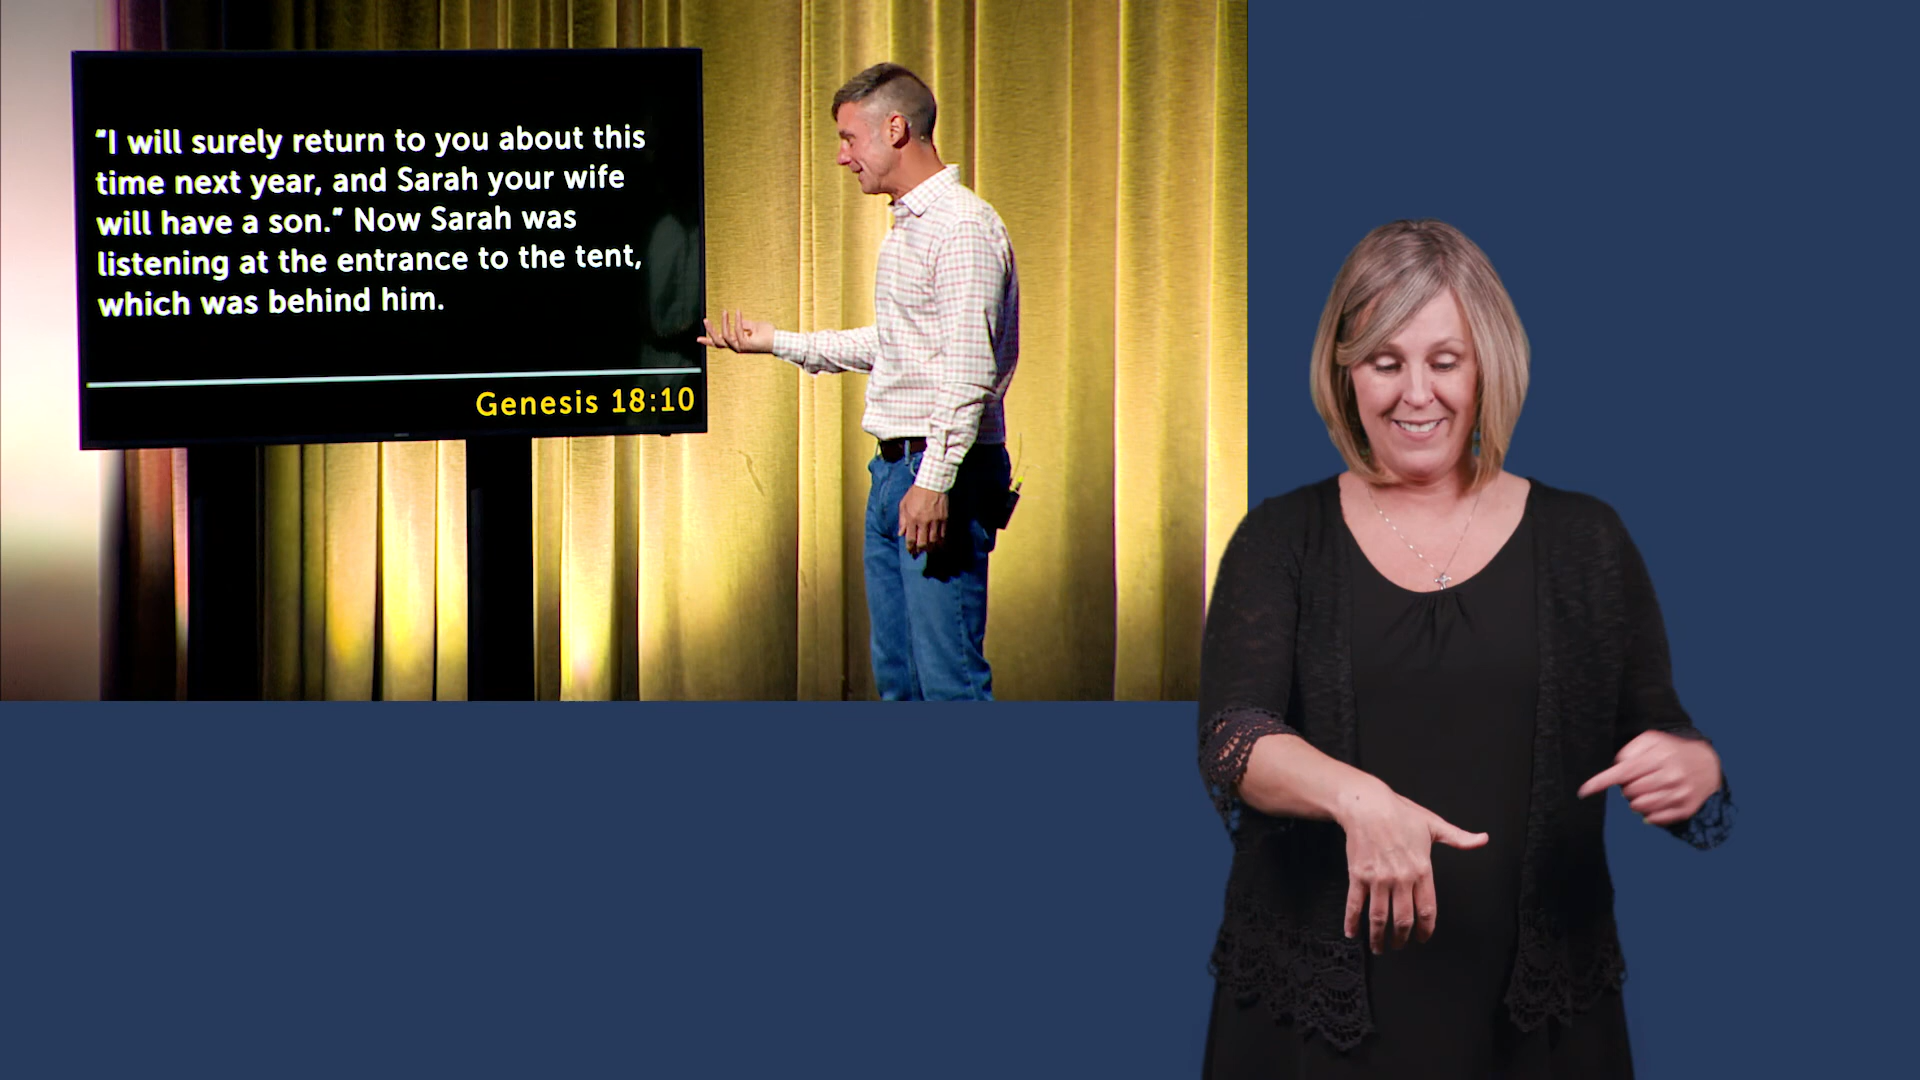 “I will surely return to you about this
time next year, and Sarah your wife
will have a son.” Now Sarah was
listening at the entrance to the tent,
which was behind him.
Genesis 18:10